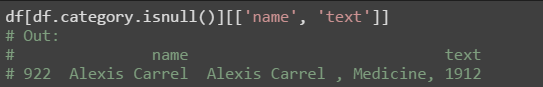 df[df.category.isnull()][['name', 'text']]
# Out:
#              name                          text
# 922  Alexis Carrel  Alexis Carrel , Medicine, 1912